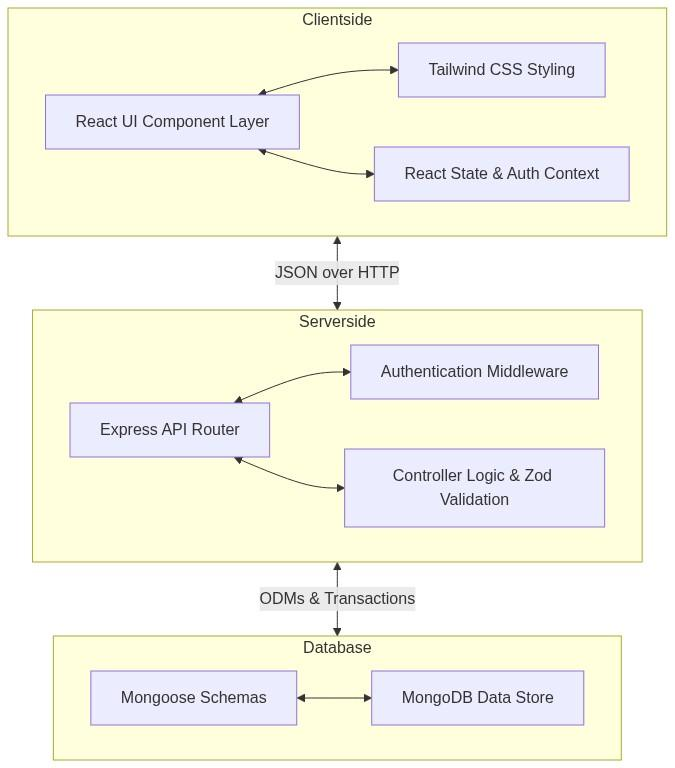 Clientside
Tailwind CSS Styling
React UI Component Layer
React State & Auth Context
JSON over HTTP
Serverside
Authentication Middleware
Express API Router
Controller Logic & Zod
Validation
ODMs & Transactions
Database
Mongoose Schemas
MongoDB Data Store